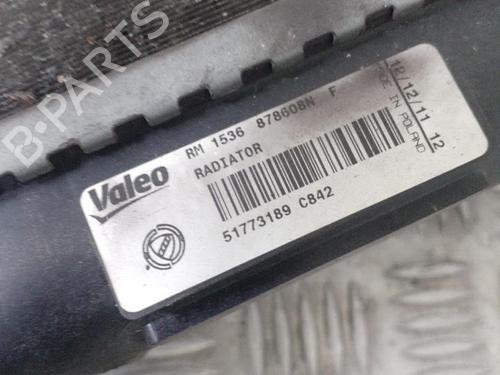 B-PARTS
Valeo
RM 1536 878608N F
RADIATOR
51773189 C842
12/12/11 12
MADE IN POLAND